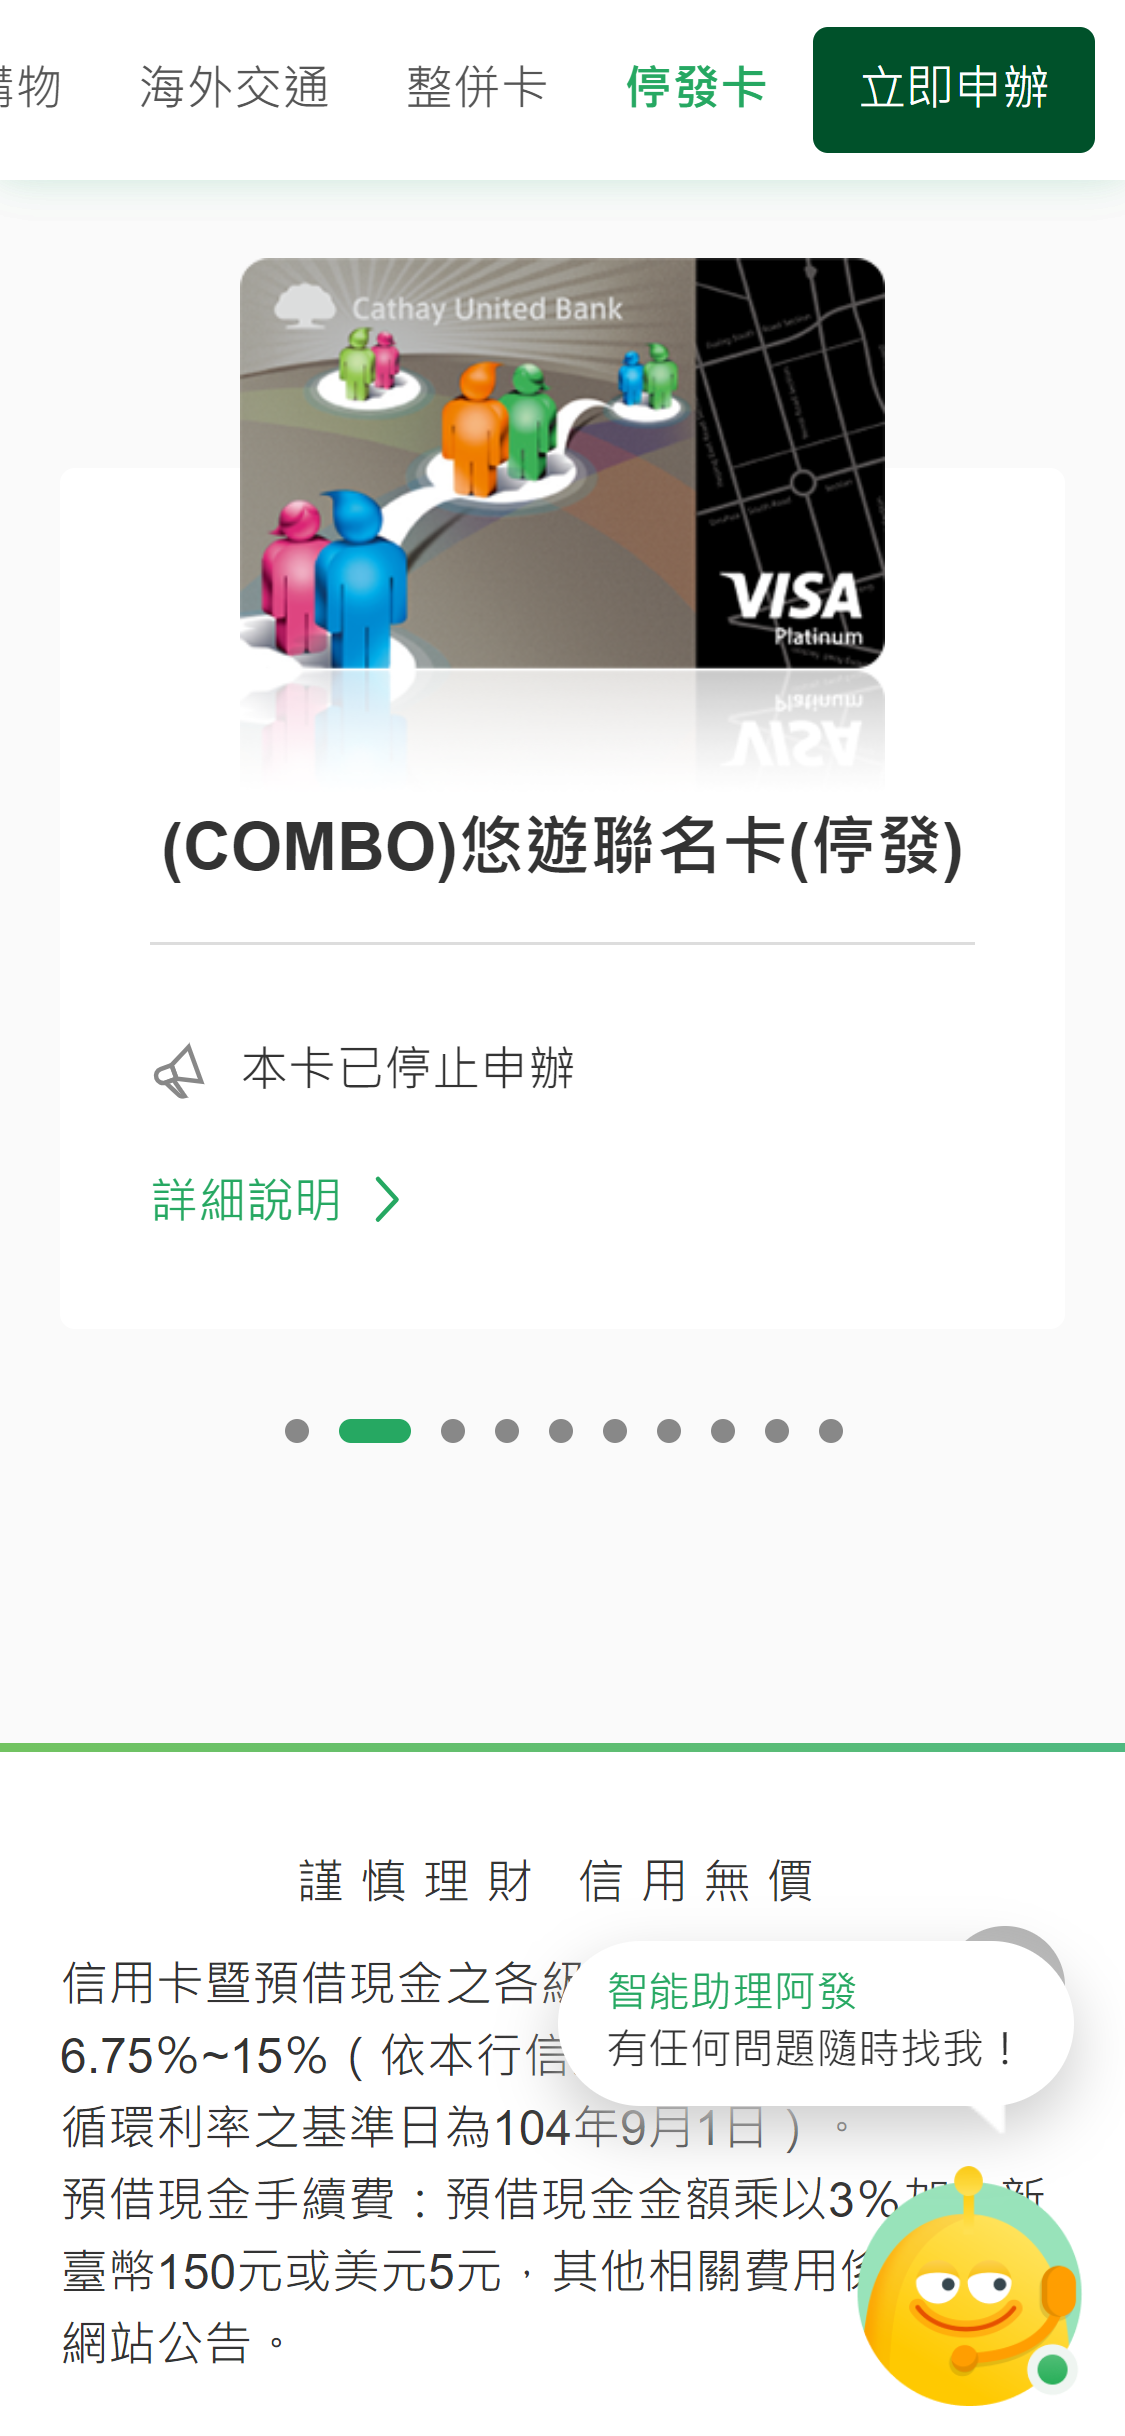 物
海外交通
整併卡
停發卡
立即申辦
Cathay United Bank
VISA
Platinum
(COMBO)悠遊聯名卡(停發)
本卡已停止申辦
詳細說明
謹慎理財 信用無價
信用卡暨預借現金之各
6.75%~15%（依本行信
循環利率之基準日為104年9月1日）。
預借現金手續費：預借現金金額乘以3% 新
臺幣150元或美元5元，其他相關費用
網站公告。
智能助理阿發
有任何問題隨時找我！